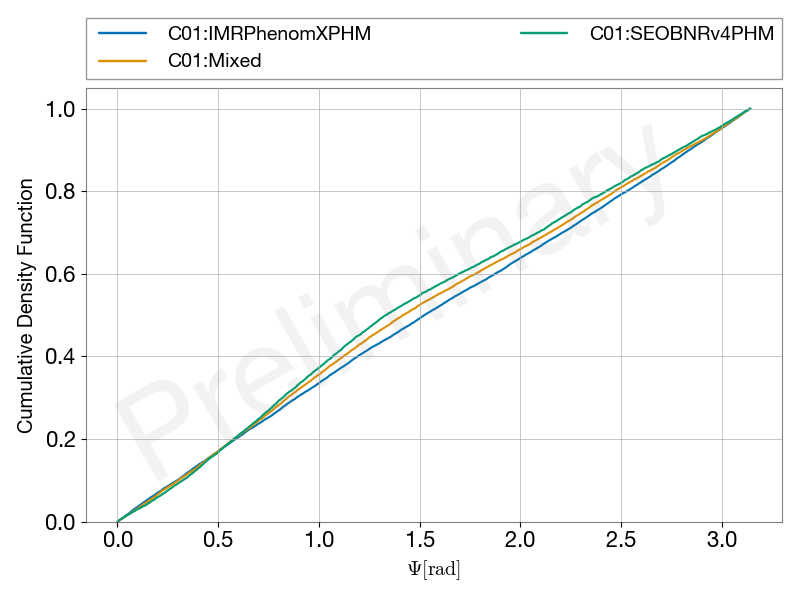 C01:IMRPhenomXPHM
C01:Mixed
C01:SEOBNRv4PHM
Preliminary
Cumulative Density Function
1.0
0.8
0.6
0.4
0.2
0.0
0.0 0.5 1.0 1.5 2.0 2.5 3.0
Ψ[rad]